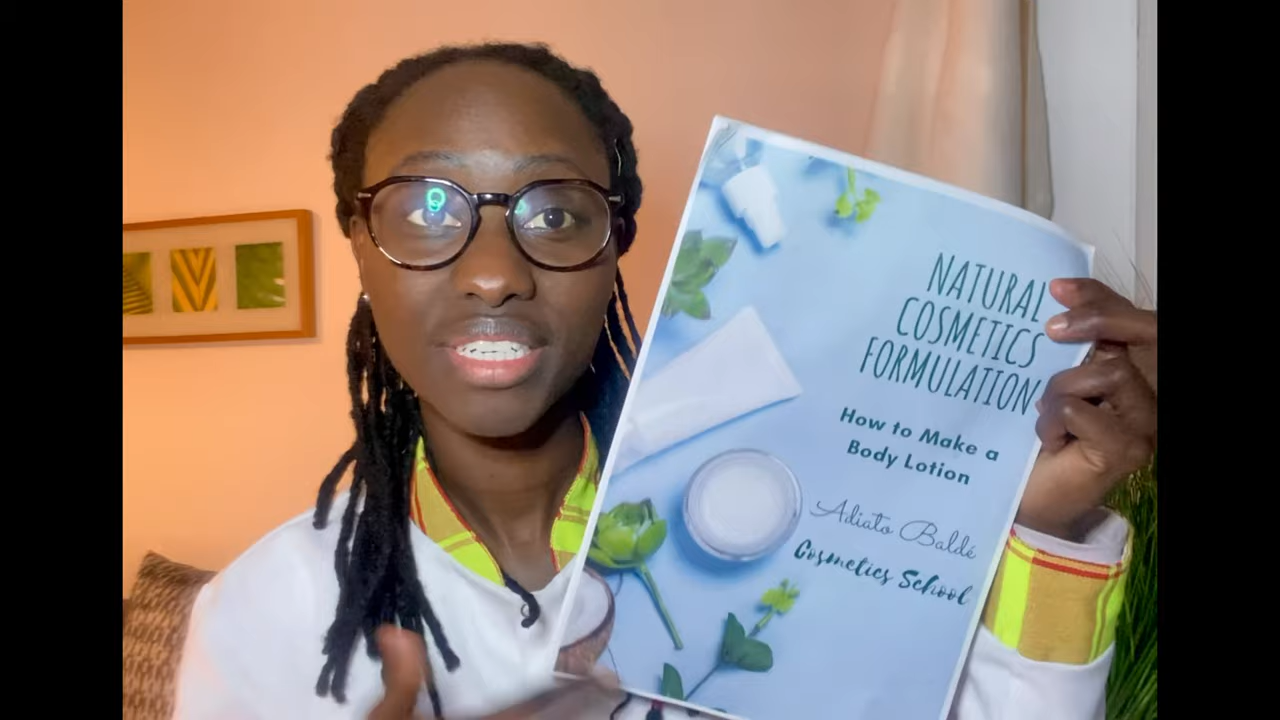 NATURAL
COSMETICS
FORMULATION
How to Make a
Body Lotion
Adiato Baldé
Cosmetics School